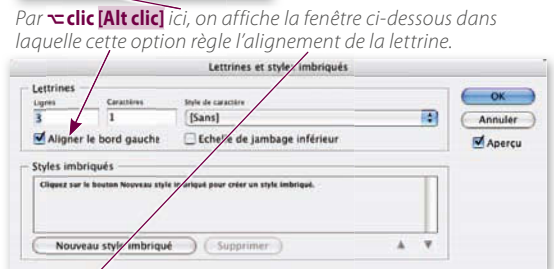 Par ⌥ clic [Alt clic] ici, on affiche la fenêtre ci-dessous dans
laquelle cette option règle l'alignement de la lettrine.
Lettrines et styles imbriqués
Lettrines
Lignes Caractères Style de caractère
3 1 [Sans]
Aligner le bord gauche Echelle de jambage inférieur
OK
Annuler
Aperçu
Styles imbriqués
Cliquez sur le bouton Nouveau style imbriqué pour créer un style imbriqué.
Nouveau style imbriqué Supprimer